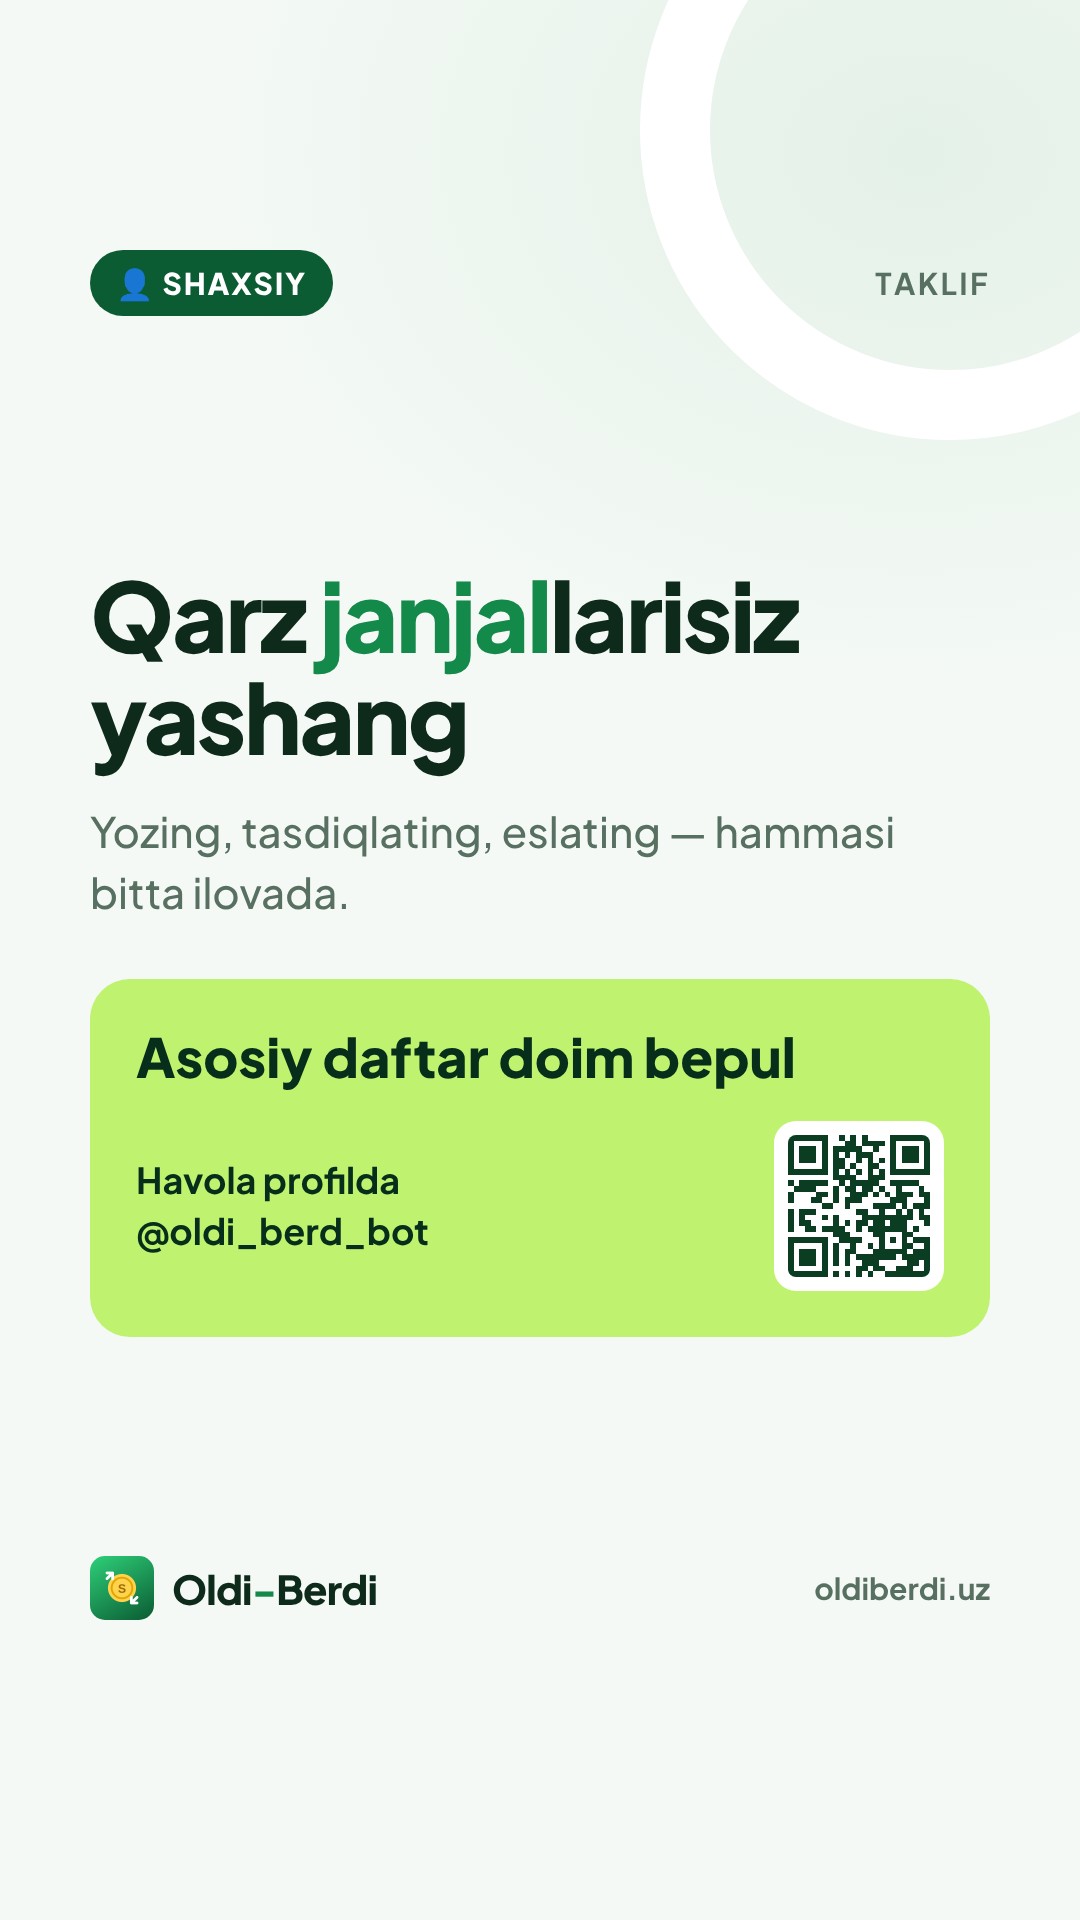 SHAXSIY
TAKLIF
Qarz janjallarisiz
yashang
Yozing, tasdiqlating, eslating — hammasi
bitta ilovada.
Asosiy daftar doim bepul
Havola profilda
@oldi_berd_bot
Oldi-Berdi
oldiberdi.uz